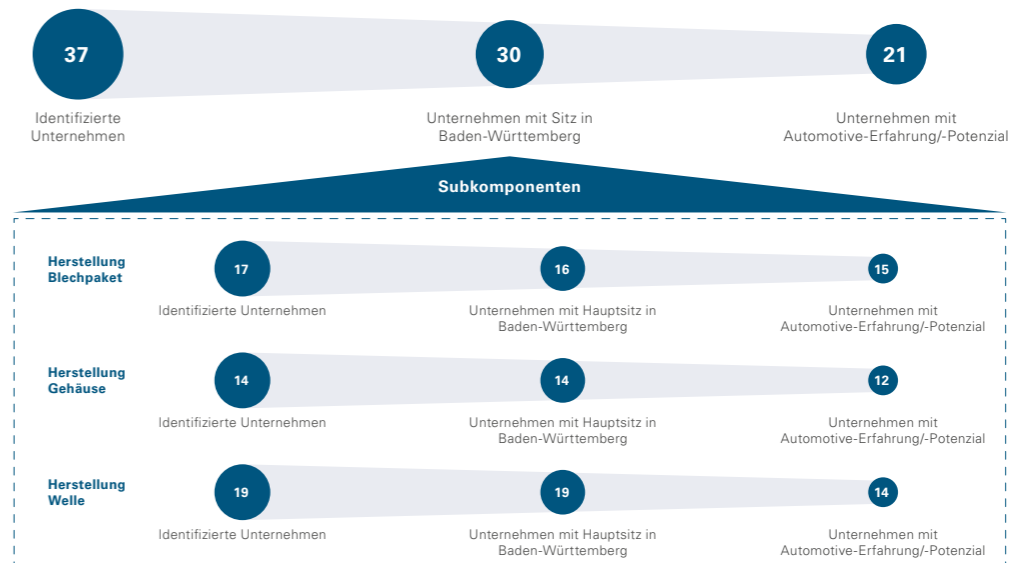 37
30
21
Identifizierte
Unternehmen
Unternehmen mit Sitz in
Baden-Württemberg
Unternehmen mit
Automotive-Erfahrung/-Potenzial
Subkomponenten
Herstellung
Blechpaket
17
16
15
Identifizierte Unternehmen
Unternehmen mit Hauptsitz in
Baden-Württemberg
Unternehmen mit
Automotive-Erfahrung/-Potenzial
Herstellung
Gehäuse
14
14
12
Identifizierte Unternehmen
Unternehmen mit Hauptsitz in
Baden-Württemberg
Unternehmen mit
Automotive-Erfahrung/-Potenzial
Herstellung
Welle
19
19
14
Identifizierte Unternehmen
Unternehmen mit Hauptsitz in
Baden-Württemberg
Unternehmen mit
Automotive-Erfahrung/-Potenzial